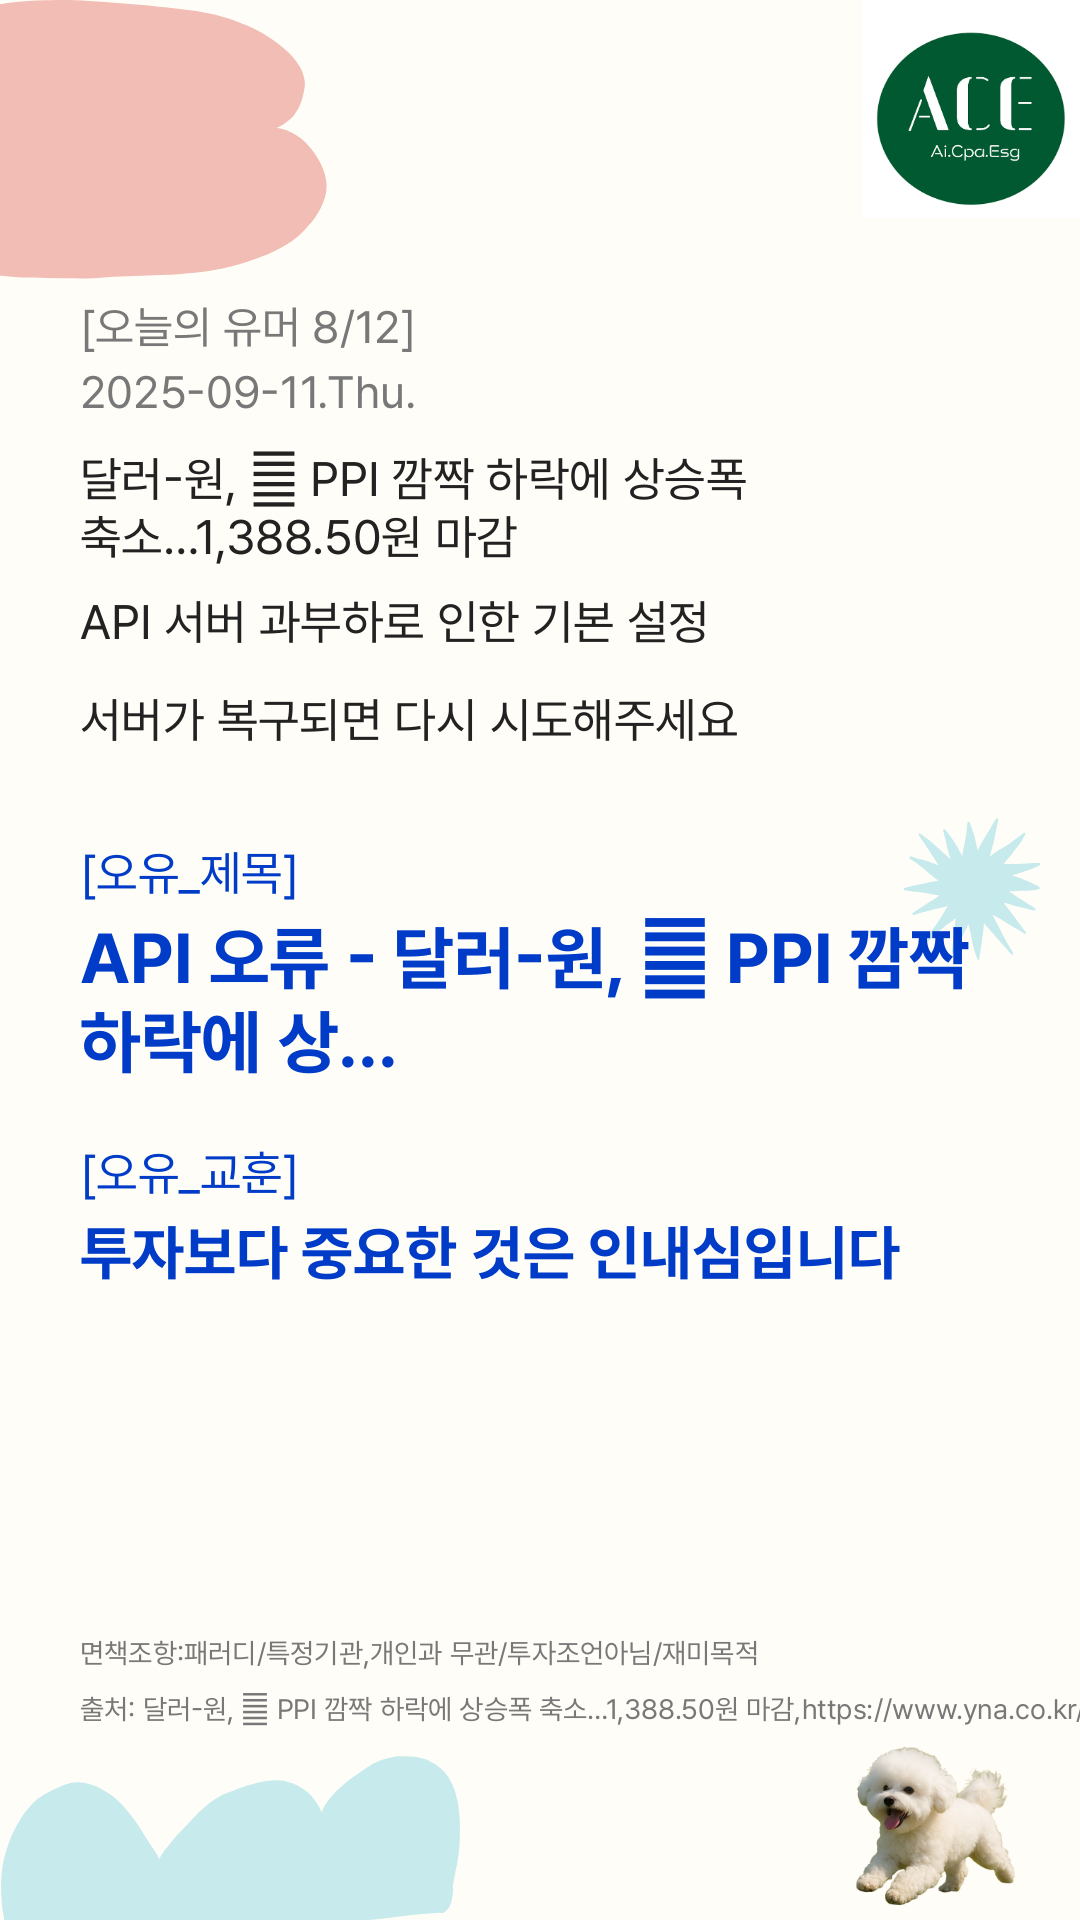 ACE
Ai.Cpa.Esg
[오늘의 유머 8/12]
2025-09-11.Thu.
달러-원, PPI 깜짝 하락에 상승폭
축소...1,388.50원 마감
API 서버 과부하로 인한 기본 설정
서버가 복구되면 다시 시도해주세요
[오유_제목]
API 오류 - 달러-원, PPI 깜짝
하락에 상...
[오유_교훈]
투자보다 중요한 것은 인내심입니다
면책조항:패러디/특정기관,개인과 무관/투자조언아님/재미목적
출처: 달러-원, PPI 깜짝 하락에 상승폭 축소...1,388.50원 마감,https://www.yna.co.kr/